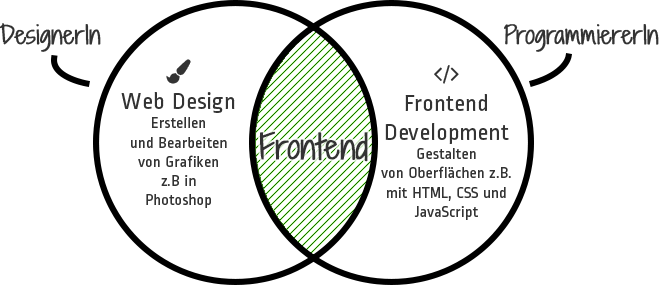 DesignerIn
ProgrammiererIn
Web Design
Erstellen
und Bearbeiten
von Grafiken
z.B in
Photoshop
Frontend
</>
Frontend
Development
Gestalten
von Oberflächen z.B.
mit HTML, CSS und
JavaScript